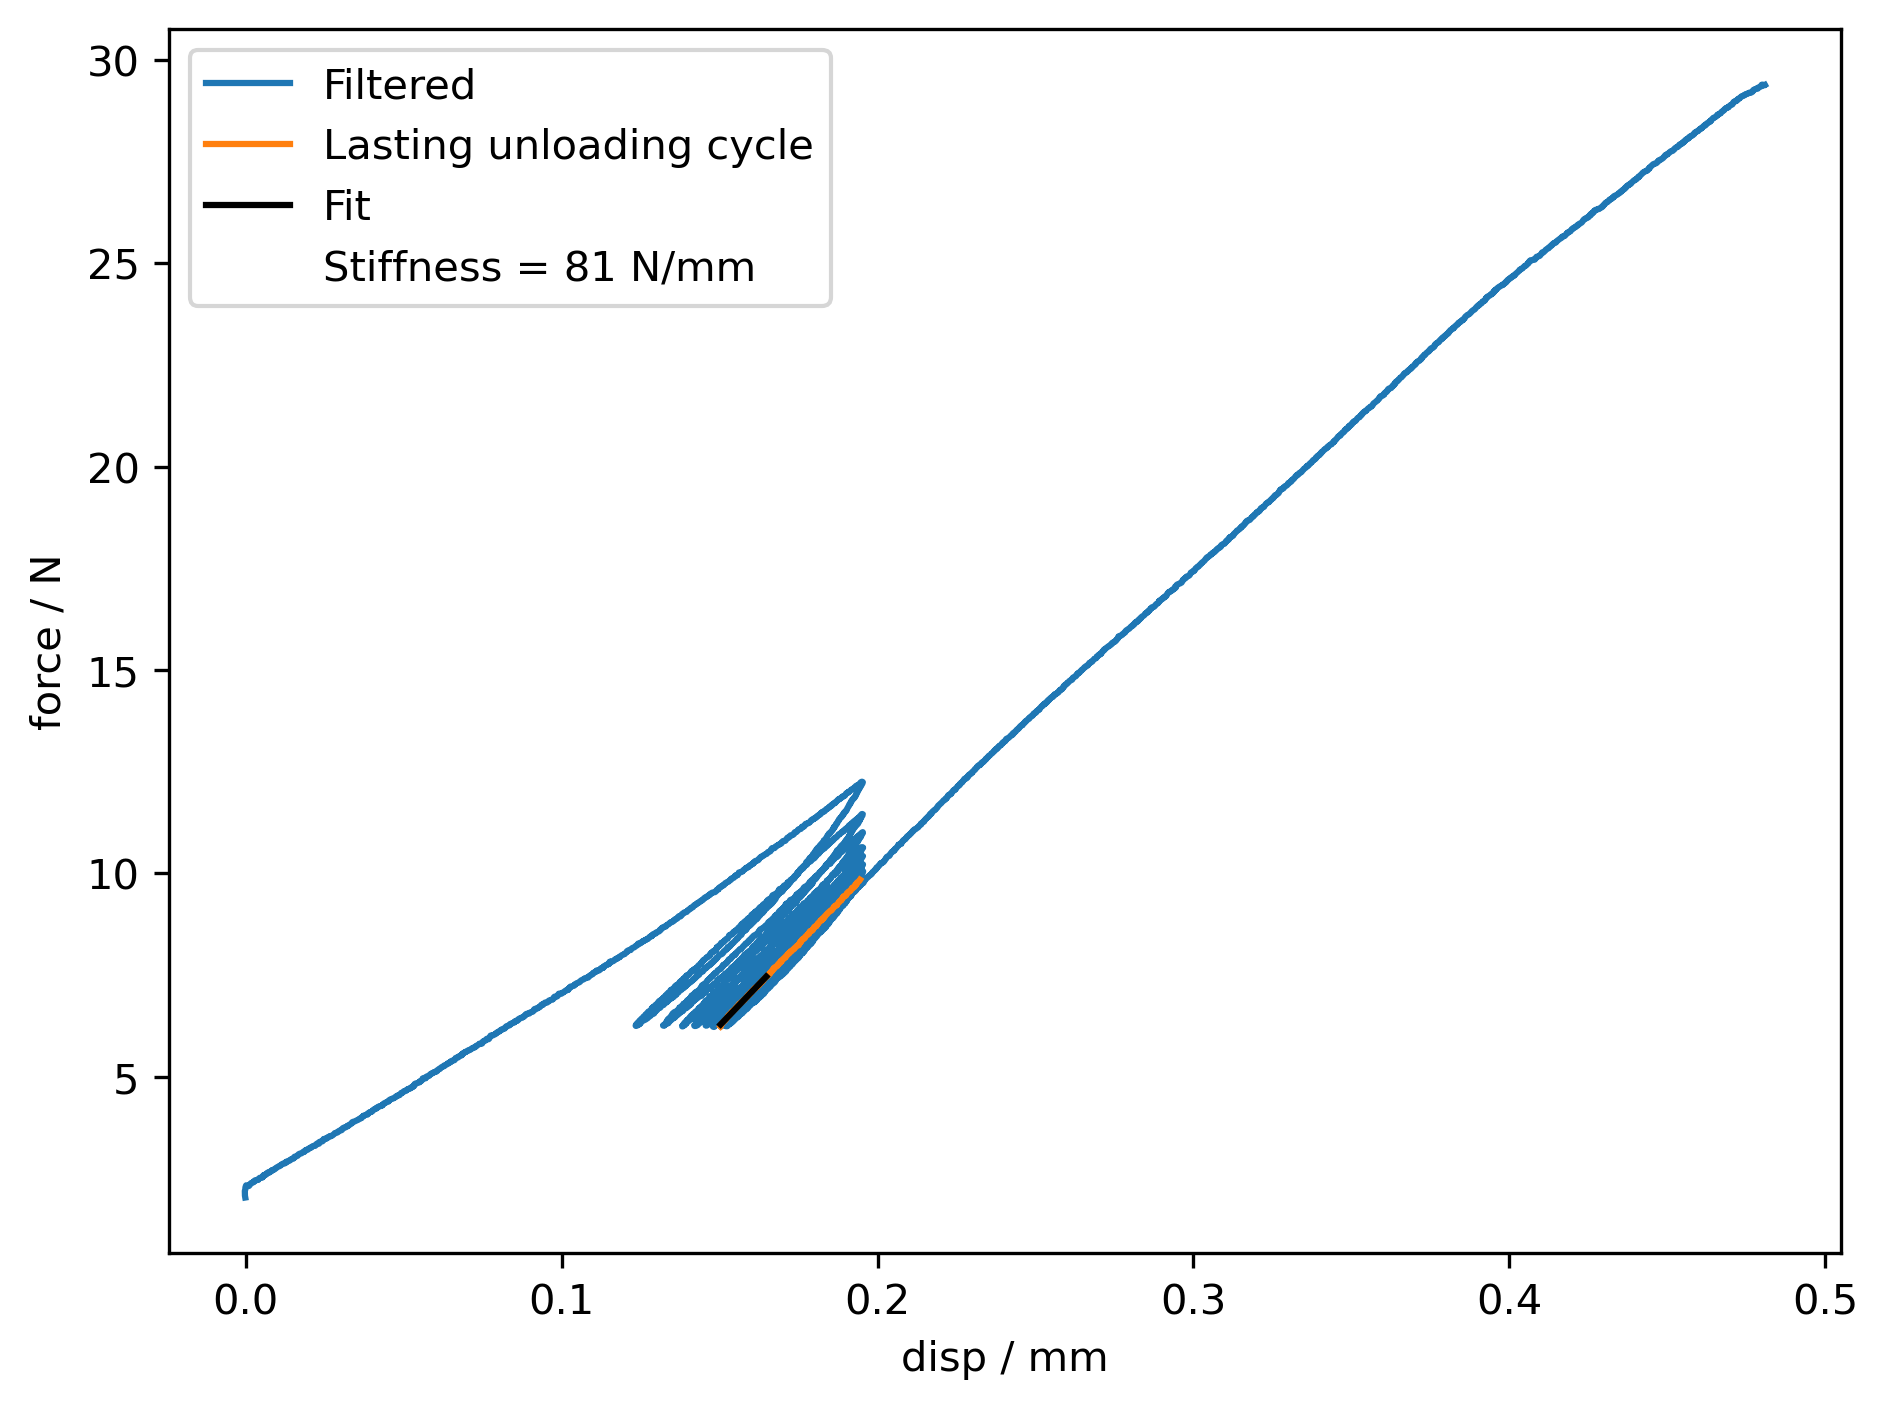 Filtered
Lasting unloading cycle
Fit
Stiffness = 81 N/mm
30
25
20
15
10
5
force / N
0.0 0.1 0.2 0.3 0.4 0.5
disp / mm